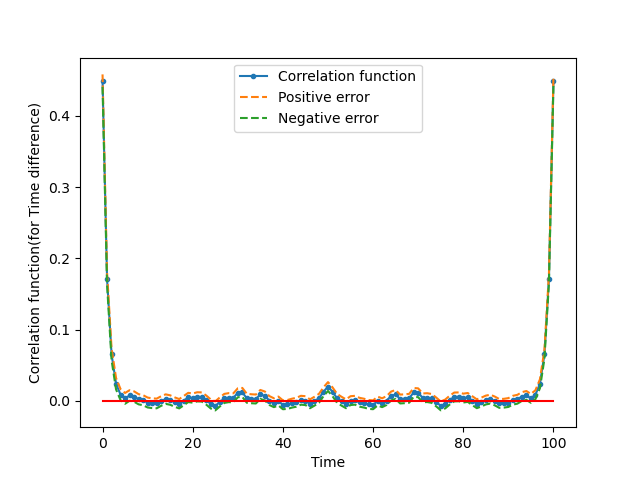 Correlation function
Positive error
Negative error
Correlation function(for Time difference)
0.4
0.3
0.2
0.1
0.0
0 20 40 60 80 100
Time